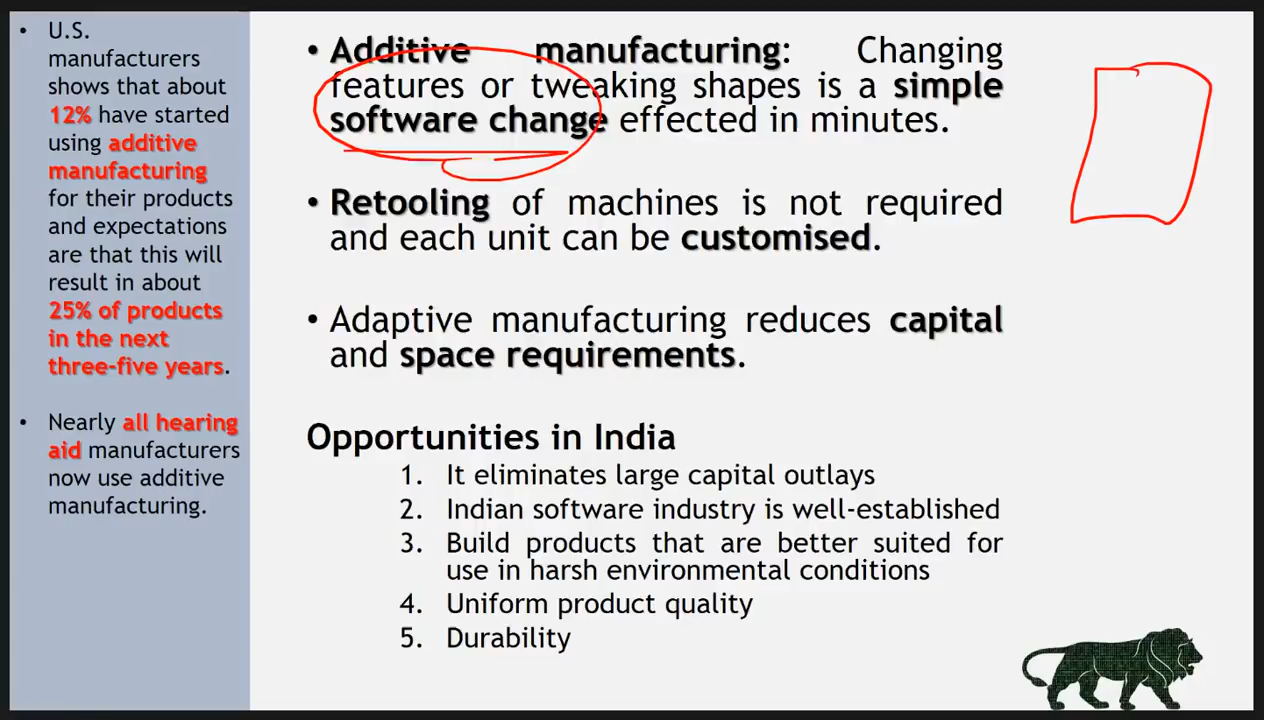 • U.S.
manufacturers
shows that about
12% have started
using additive
manufacturing
for their products
and expectations
are that this will
result in about
25% of products
in the next
three-five years.
• Nearly all hearing
aid manufacturers
now use additive
manufacturing.
• Additive manufacturing: Changing
features or tweaking shapes is a simple
software change effected in minutes.
• Retooling of machines is not required
and each unit can be customised.
• Adaptive manufacturing reduces capital
and space requirements.
Opportunities in India
1. It eliminates large capital outlays
2. Indian software industry is well-established
3. Build products that are better suited for
use in harsh environmental conditions
4. Uniform product quality
5. Durability